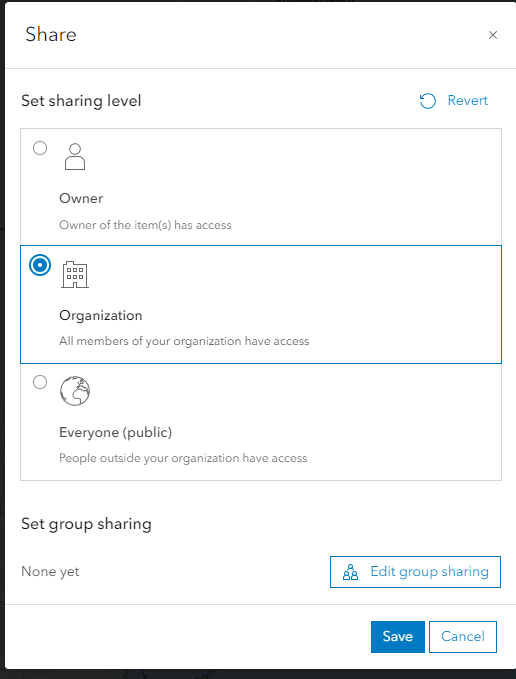 Share
Set sharing level
Revert
Owner
Owner of the item(s) has access
Organization
All members of your organization have access
Everyone (public)
People outside your organization have access
Set group sharing
None yet
Edit group sharing
Save
Cancel